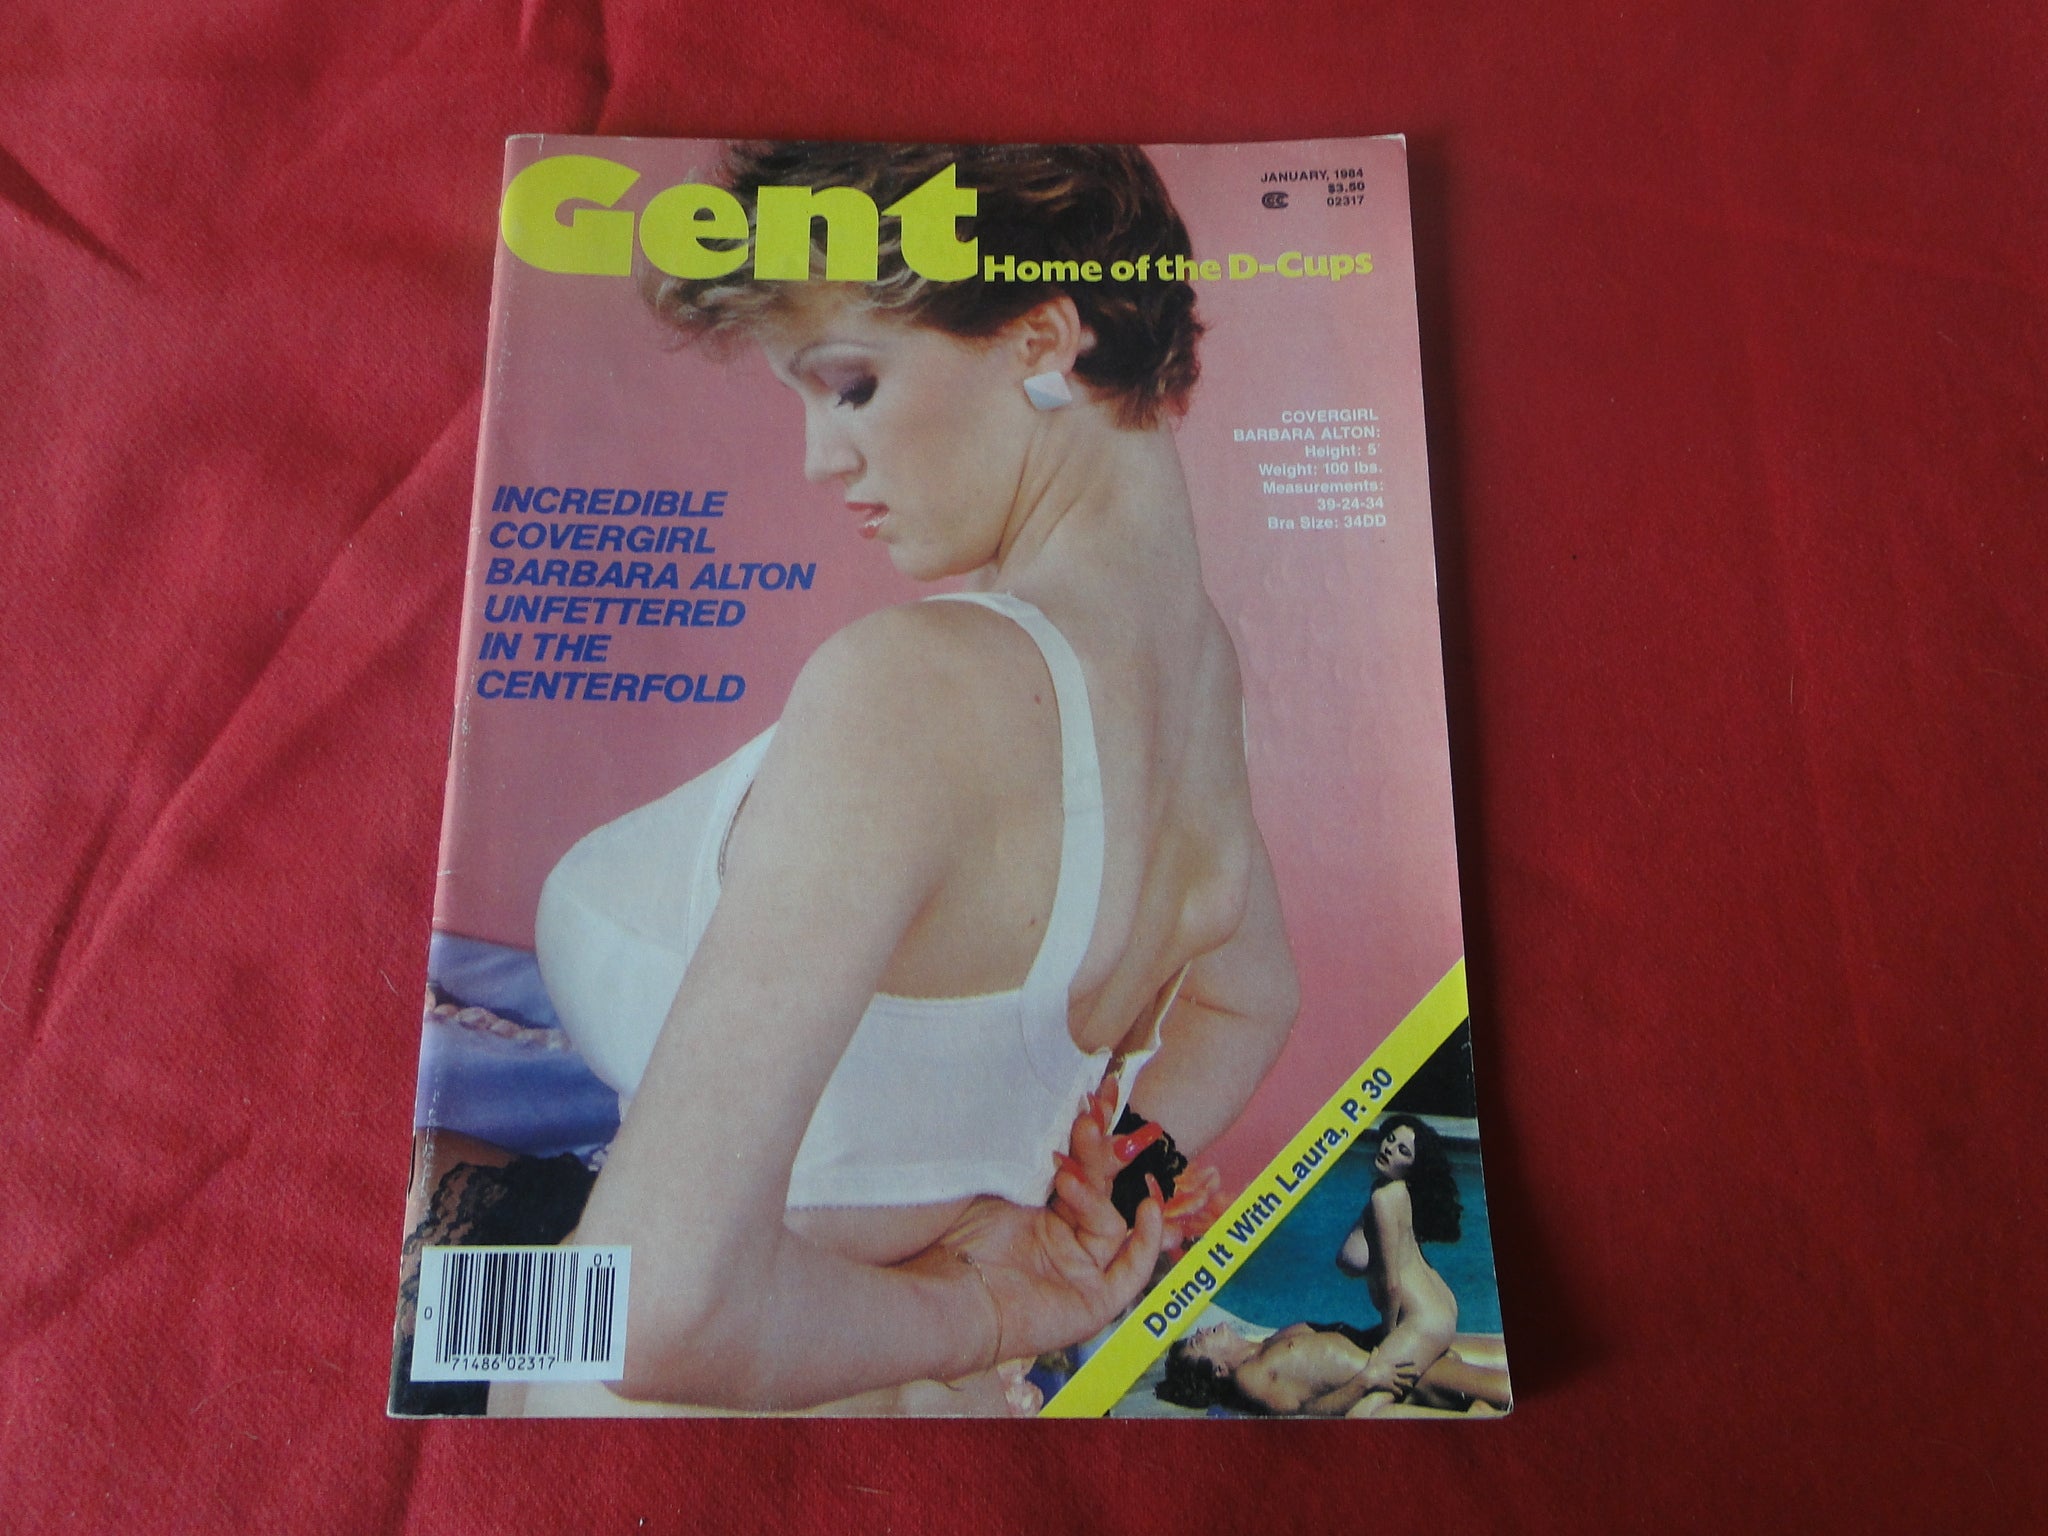 Gent
Home of the D-Cups
JANUARY, 1984
$3.50
CC 02317
COVERGIRL
BARBARA ALTON:
Height: 5'
Weight: 100 lbs.
Measurements:
39-24-34
Bra Size: 34DD
INCREDIBLE
COVERGIRL
BARBARA ALTON
UNFETTERED
IN THE
CENTERFOLD
Doing It With Laura, P. 30
01
0 71486 02317